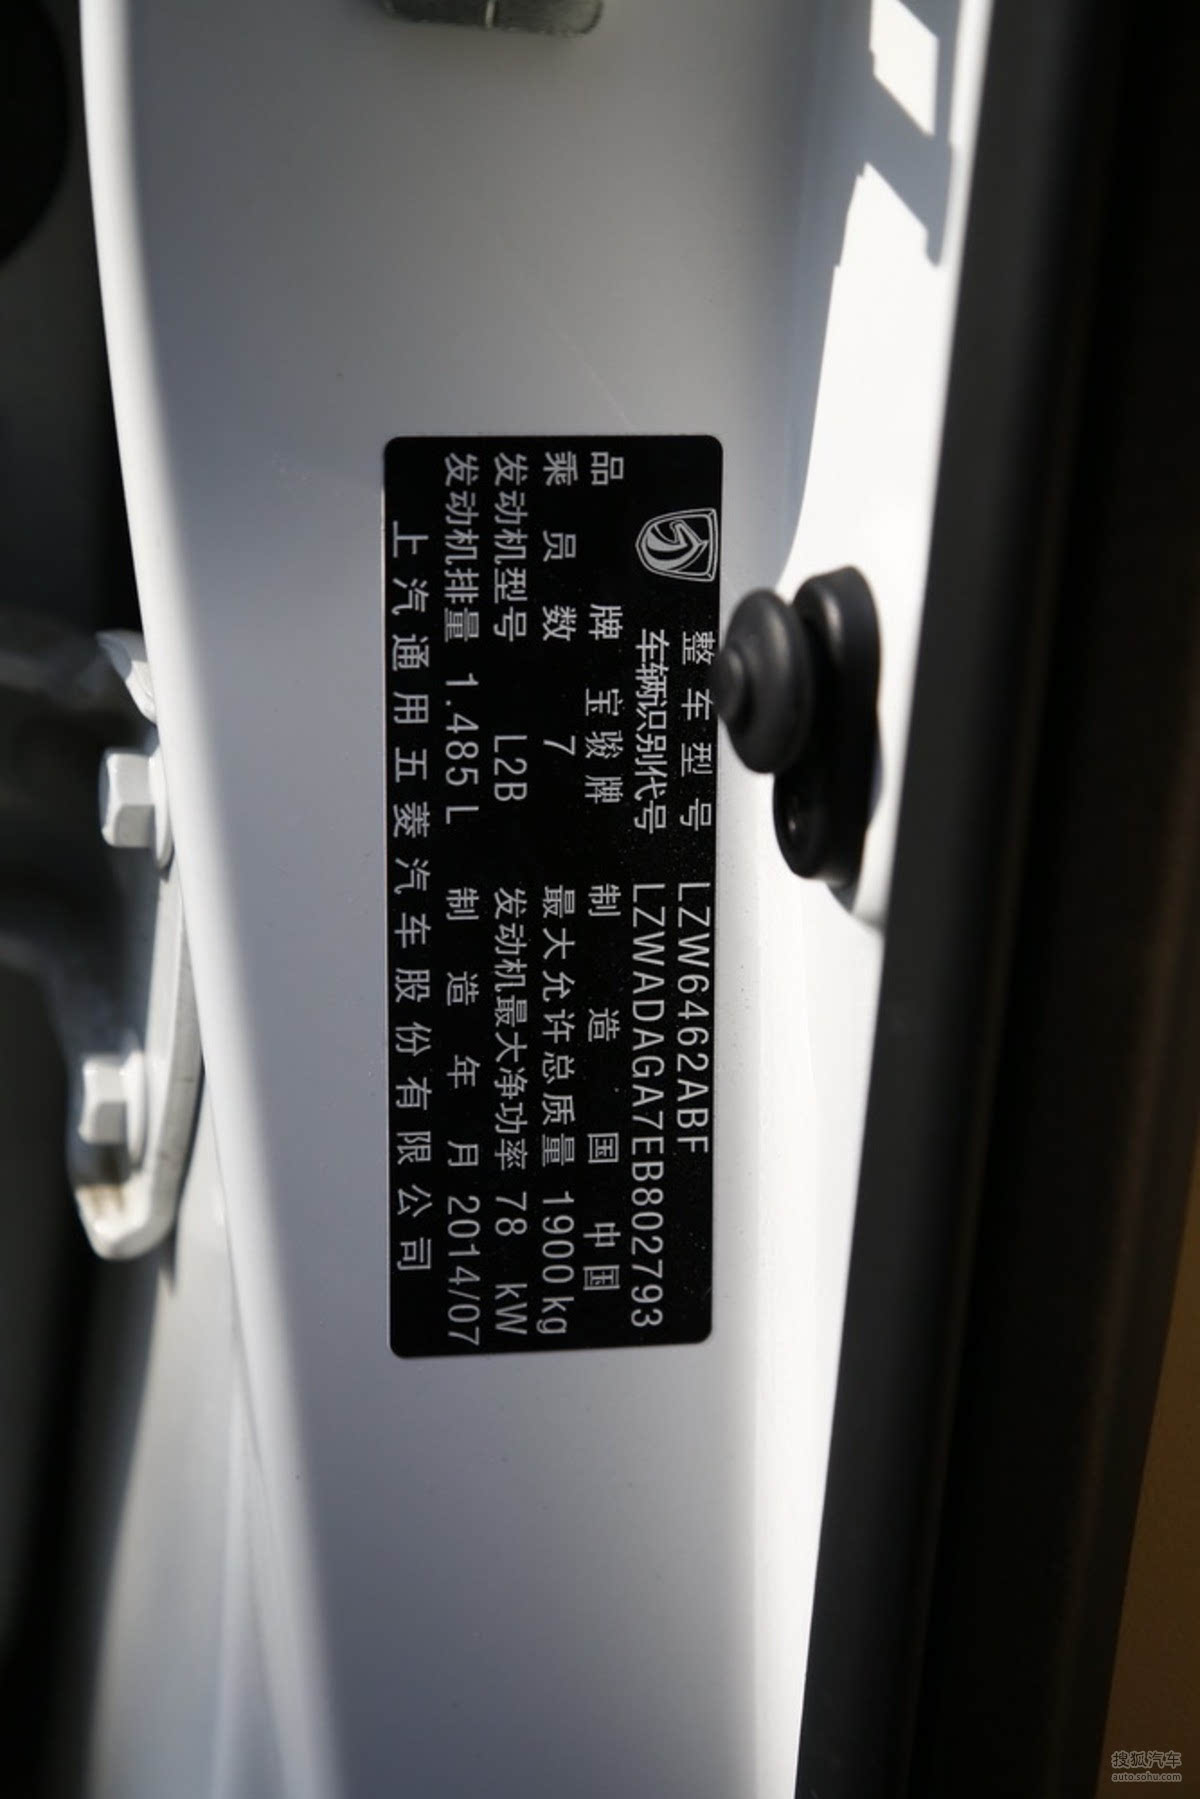 整车型号 LZW6462ABF
车辆识别代号 LZWADAGA7EB802793
品牌 宝骏牌 制造国 中国
乘员数 7 最大允许总质量 1900kg
发动机型号 L2B 发动机最大净功率 78 kW
发动机排量 1.485L 制造年月 2014/07
上汽通用五菱汽车股份有限公司
搜狐汽车
auto.sohu.com